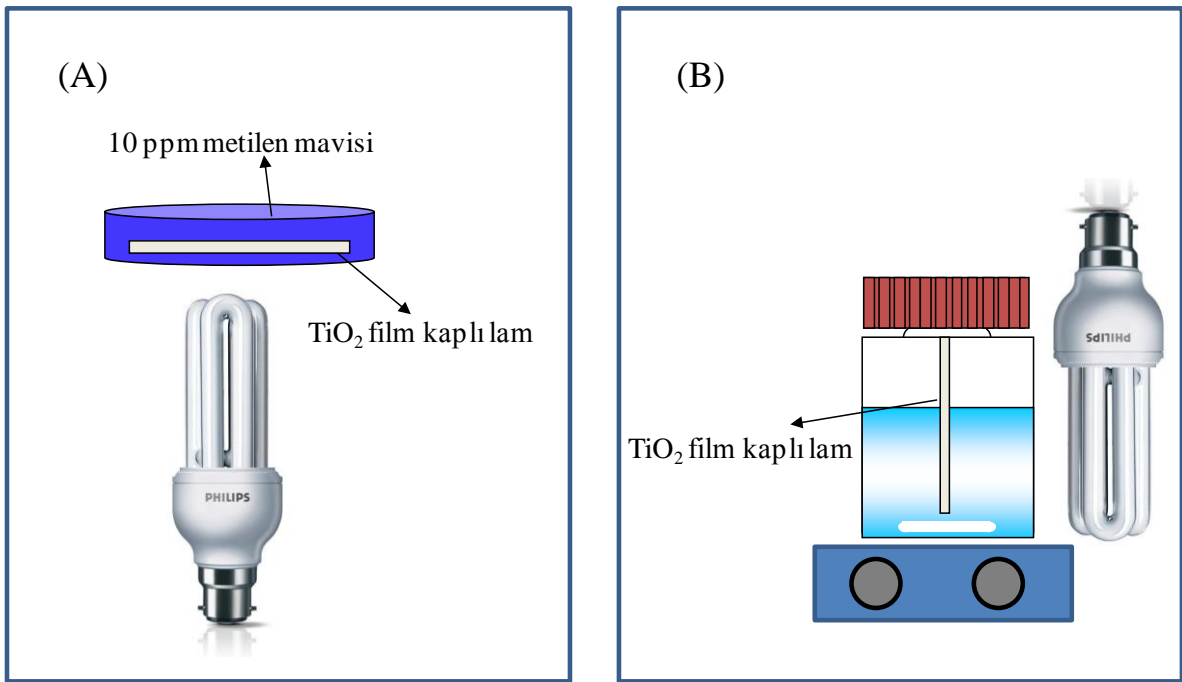 (A)
10 ppm metilen mavisi
TiO₂ film kaplı lam
PHILIPS
(B)
PHILIPS
TiO₂ film kaplı lam